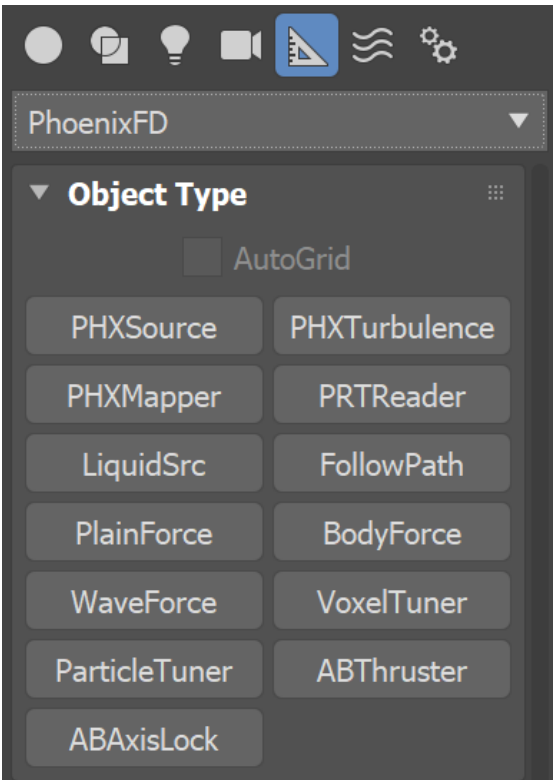 PhoenixFD
Object Type
AutoGrid
PHXSource PHXTurbulence
PHXMapper PRTReader
LiquidSrc FollowPath
PlainForce BodyForce
WaveForce VoxelTuner
ParticleTuner ABThruster
ABAxisLock